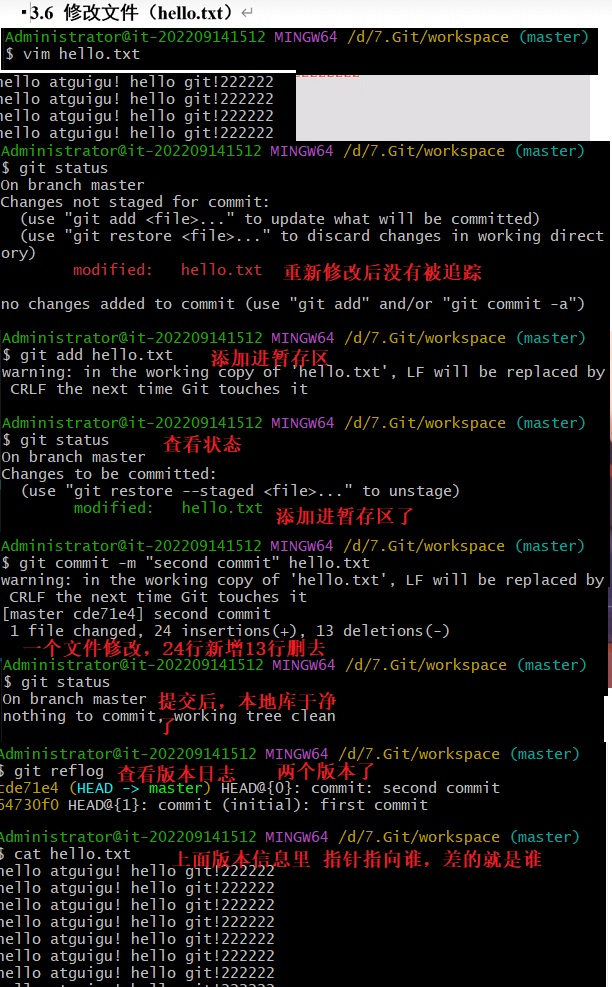 ▪3.6 修改文件（hello.txt）↵
Administrator@it-202209141512 MINGW64 /d/7.Git/workspace (master)
$ vim hello.txt
hello atguigu! hello git!222222
hello atguigu! hello git!222222
hello atguigu! hello git!222222
hello atguigu! hello git!222222
Administrator@it-202209141512 MINGW64 /d/7.Git/workspace (master)
$ git status
On branch master
Changes not staged for commit:
  (use "git add <file>..." to update what will be committed)
  (use "git restore <file>..." to discard changes in working direct
ory)
        modified:   hello.txt 重新修改后没有被追踪
no changes added to commit (use "git add" and/or "git commit -a")
Administrator@it-202209141512 MINGW64 /d/7.Git/workspace (master)
$ git add hello.txt 添加进暂存区
warning: in the working copy of 'hello.txt', LF will be replaced by
 CRLF the next time Git touches it
Administrator@it-202209141512 MINGW64 /d/7.Git/workspace (master)
$ git status 查看状态
On branch master
Changes to be committed:
  (use "git restore --staged <file>..." to unstage)
        modified:   hello.txt 添加进暂存区了
Administrator@it-202209141512 MINGW64 /d/7.Git/workspace (master)
$ git commit -m "second commit" hello.txt
warning: in the working copy of 'hello.txt', LF will be replaced by
 CRLF the next time Git touches it
[master cde71e4] second commit
 1 file changed, 24 insertions(+), 13 deletions(-)
一个文件修改，24行新增13行删去
Administrator@it-202209141512 MINGW64 /d/7.Git/workspace (master)
$ git status
On branch master 提交后，本地库干净
了
nothing to commit, working tree clean
Administrator@it-202209141512 MINGW64 /d/7.Git/workspace (master)
$ git reflog 查看版本日志 两个版本了
cde71e4 (HEAD -> master) HEAD@{0}: commit: second commit
64730f0 HEAD@{1}: commit (initial): first commit
Administrator@it-202209141512 MINGW64 /d/7.Git/workspace (master)
$ cat hello.txt 上面版本信息里 指针指向谁，差的就是谁
hello atguigu! hello git!222222
hello atguigu! hello git!222222
hello atguigu! hello git!222222
hello atguigu! hello git!222222
hello atguigu! hello git!222222
hello atguigu! hello git!222222
hello atguigu! hello git!222222